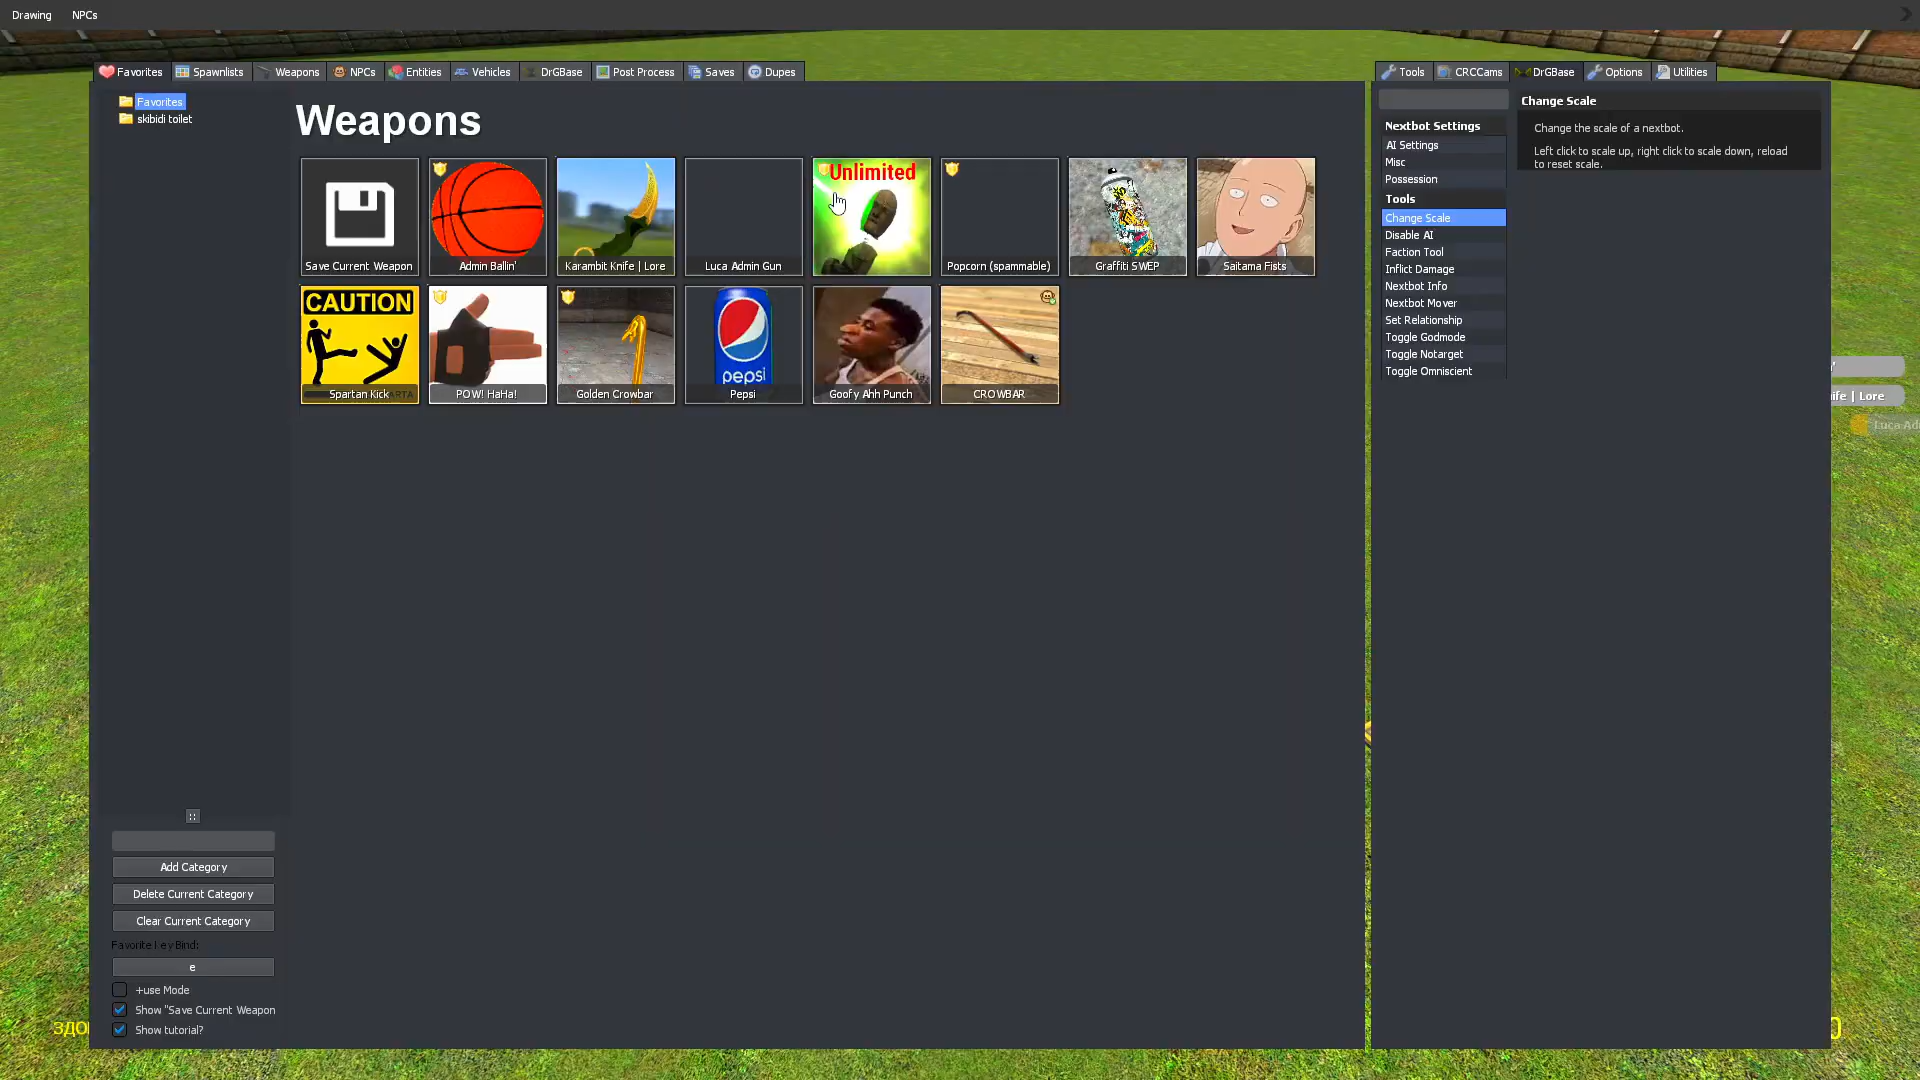 Drawing NPCs
Favorites Spawnlists Weapons NPCs Entities Vehicles DrGBase Post Process Saves Dupes
Tools CRCCams DrGBase Options Utilities
Favorites
skibidi toilet
Weapons
Save Current Weapon
Admin Ballin'
Karambit Knife | Lore
Luca Admin Gun
Unlimited
Popcorn (spammable)
Graffiti SWEP
Saitama Fists
CAUTION
Spartan Kick
POW! HaHa!
Golden Crowbar
pepsi
Pepsi
Goofy Ahh Punch
CROWBAR
Add Category
Delete Current Category
Clear Current Category
Favorite Key Bind:
e
+use Mode
Show "Save Current Weapon
Show tutorial?
Nextbot Settings
AI Settings
Misc
Possession
Tools
Change Scale
Disable AI
Faction Tool
Inflict Damage
Nextbot Info
Nextbot Mover
Set Relationship
Toggle Godmode
Toggle Notarget
Toggle Omniscient
Change Scale
Change the scale of a nextbot.
Left click to scale up, right click to scale down, reload
to reset scale.
ife | Lore
Luca Adm
ЗДО